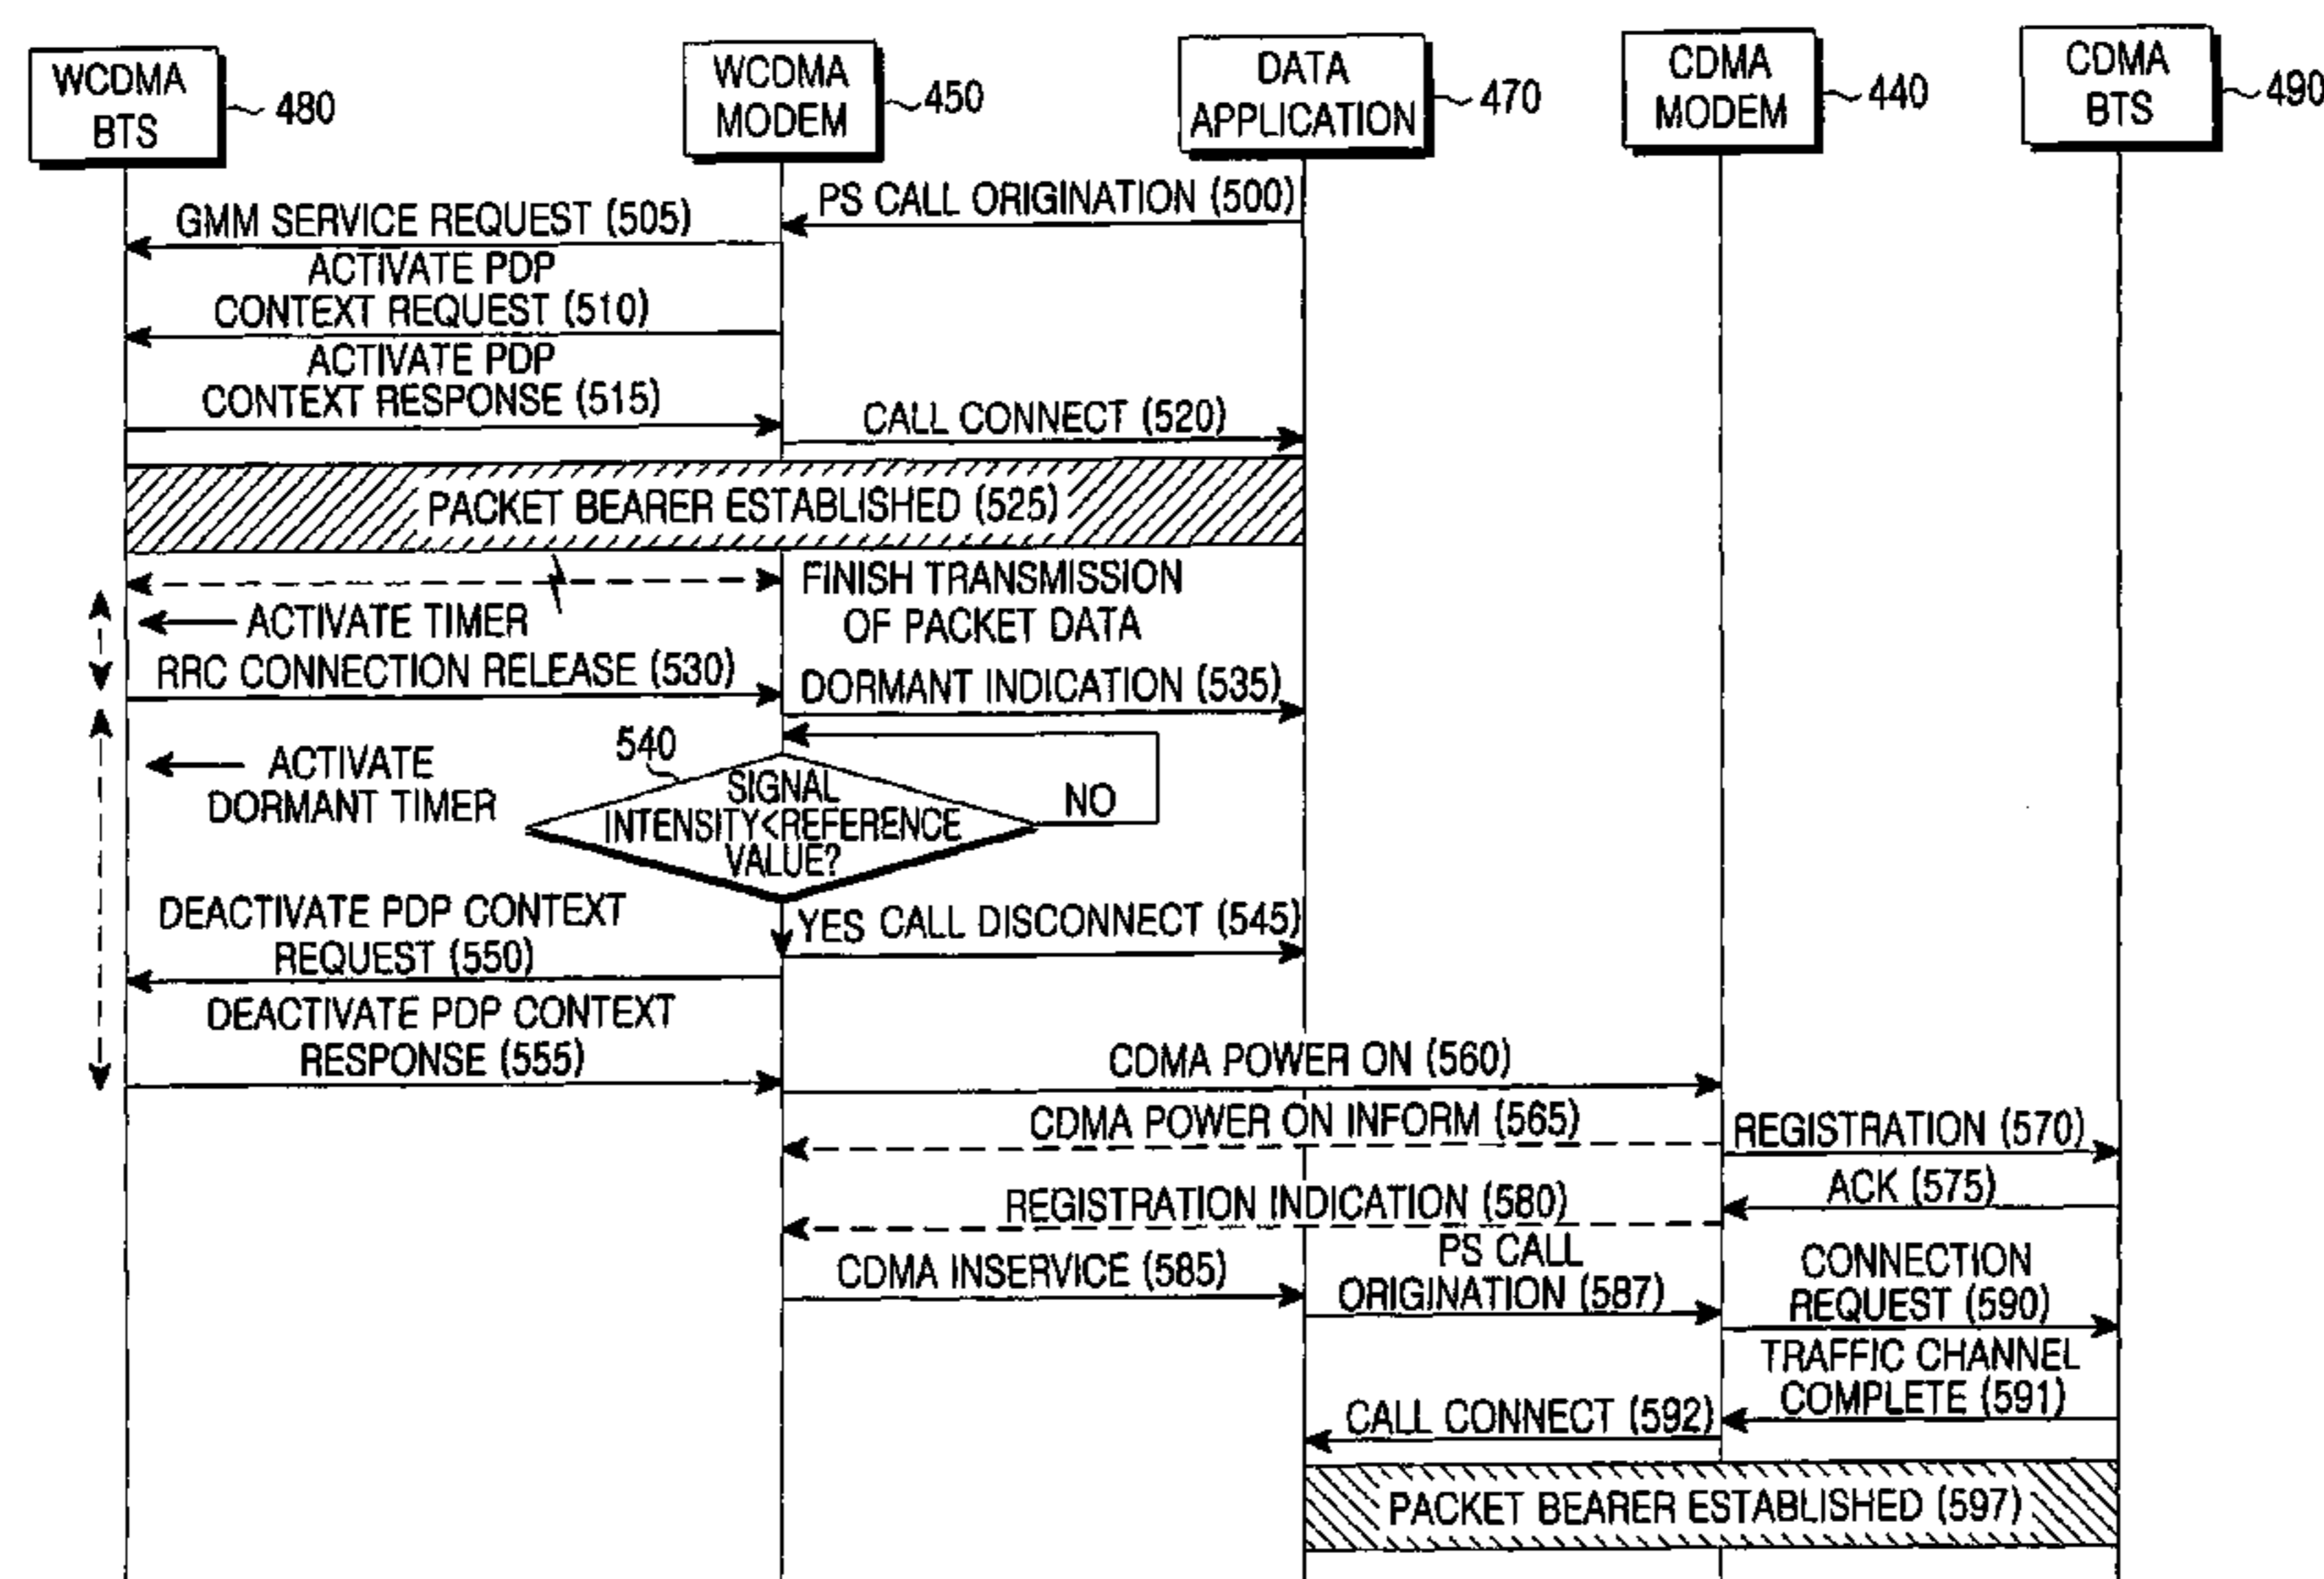 WCDMA
BTS
480
WCDMA
MODEM
450
DATA
APPLICATION
470
CDMA
MODEM
440
CDMA
BTS
490
PS CALL ORIGINATION (500)
GMM SERVICE REQUEST (505)
ACTIVATE PDP
CONTEXT REQUEST (510)
ACTIVATE PDP
CONTEXT RESPONSE (515)
CALL CONNECT (520)
PACKET BEARER ESTABLISHED (525)
FINISH TRANSMISSION
OF PACKET DATA
ACTIVATE TIMER
RRC CONNECTION RELEASE (530)
DORMANT INDICATION (535)
540
ACTIVATE
DORMANT TIMER
SIGNAL
INTENSITY<REFERENCE
VALUE?
NO
YES CALL DISCONNECT (545)
DEACTIVATE PDP CONTEXT
REQUEST (550)
DEACTIVATE PDP CONTEXT
RESPONSE (555)
CDMA POWER ON (560)
CDMA POWER ON INFORM (565)
REGISTRATION (570)
ACK (575)
REGISTRATION INDICATION (580)
CDMA INSERVICE (585)
PS CALL
ORIGINATION (587)
CONNECTION
REQUEST (590)
TRAFFIC CHANNEL
COMPLETE (591)
CALL CONNECT (592)
PACKET BEARER ESTABLISHED (597)